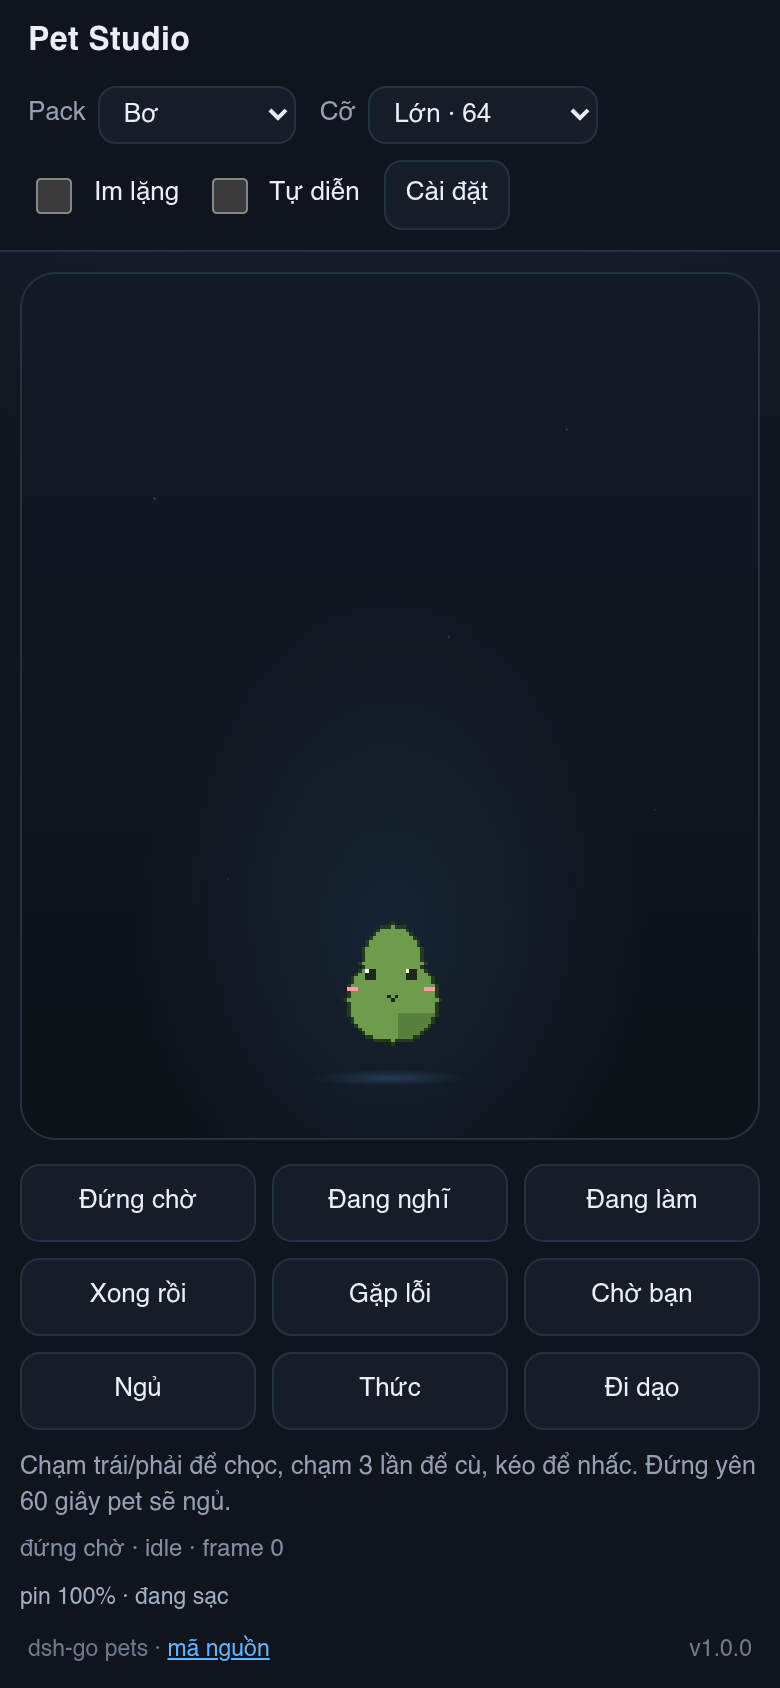 Pet Studio
Pack Bơ Cỡ Lớn · 64
Im lặng Tự diễn Cài đặt
Đứng chờ Đang nghĩ Đang làm
Xong rồi Gặp lỗi Chờ bạn
Ngủ Thức Đi dạo
Chạm trái/phải để chọc, chạm 3 lần để cù, kéo để nhấc. Đứng yên
60 giây pet sẽ ngủ.
đứng chờ · idle · frame 0
pin 100% · đang sạc
dsh-go pets · mã nguồn v1.0.0